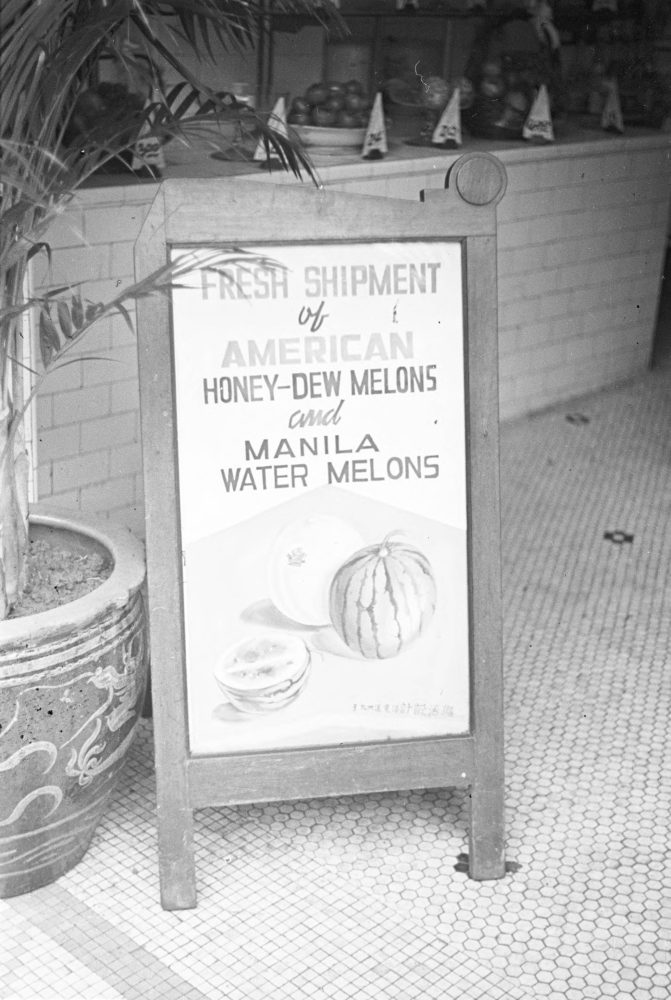 FRESH SHIPMENT
of
AMERICAN
HONEY-DEW MELONS
and
MANILA
WATER MELONS